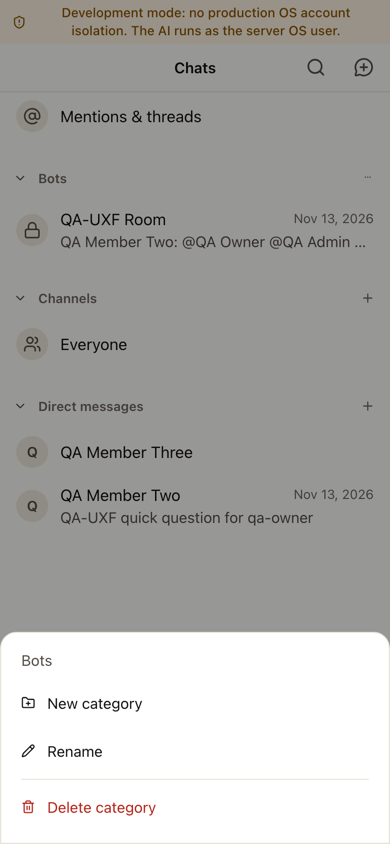 Development mode: no production OS account
isolation. The AI runs as the server OS user.
Chats
Mentions & threads
Bots
QA-UXF Room Nov 13, 2026
QA Member Two: @QA Owner @QA Admin ...
Channels
Everyone
Direct messages
Q QA Member Three
Q QA Member Two Nov 13, 2026
QA-UXF quick question for qa-owner
Bots
New category
Rename
Delete category